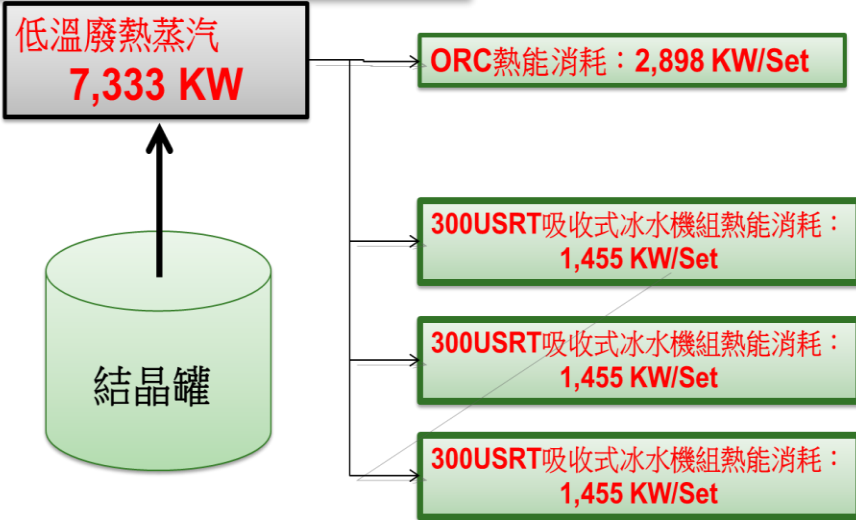 低溫廢熱蒸汽
7,333 KW
ORC熱能消耗：2,898 KW/Set
300USRT吸收式冰水機組熱能消耗：
1,455 KW/Set
300USRT吸收式冰水機組熱能消耗：
1,455 KW/Set
結晶罐
300USRT吸收式冰水機組熱能消耗：
1,455 KW/Set